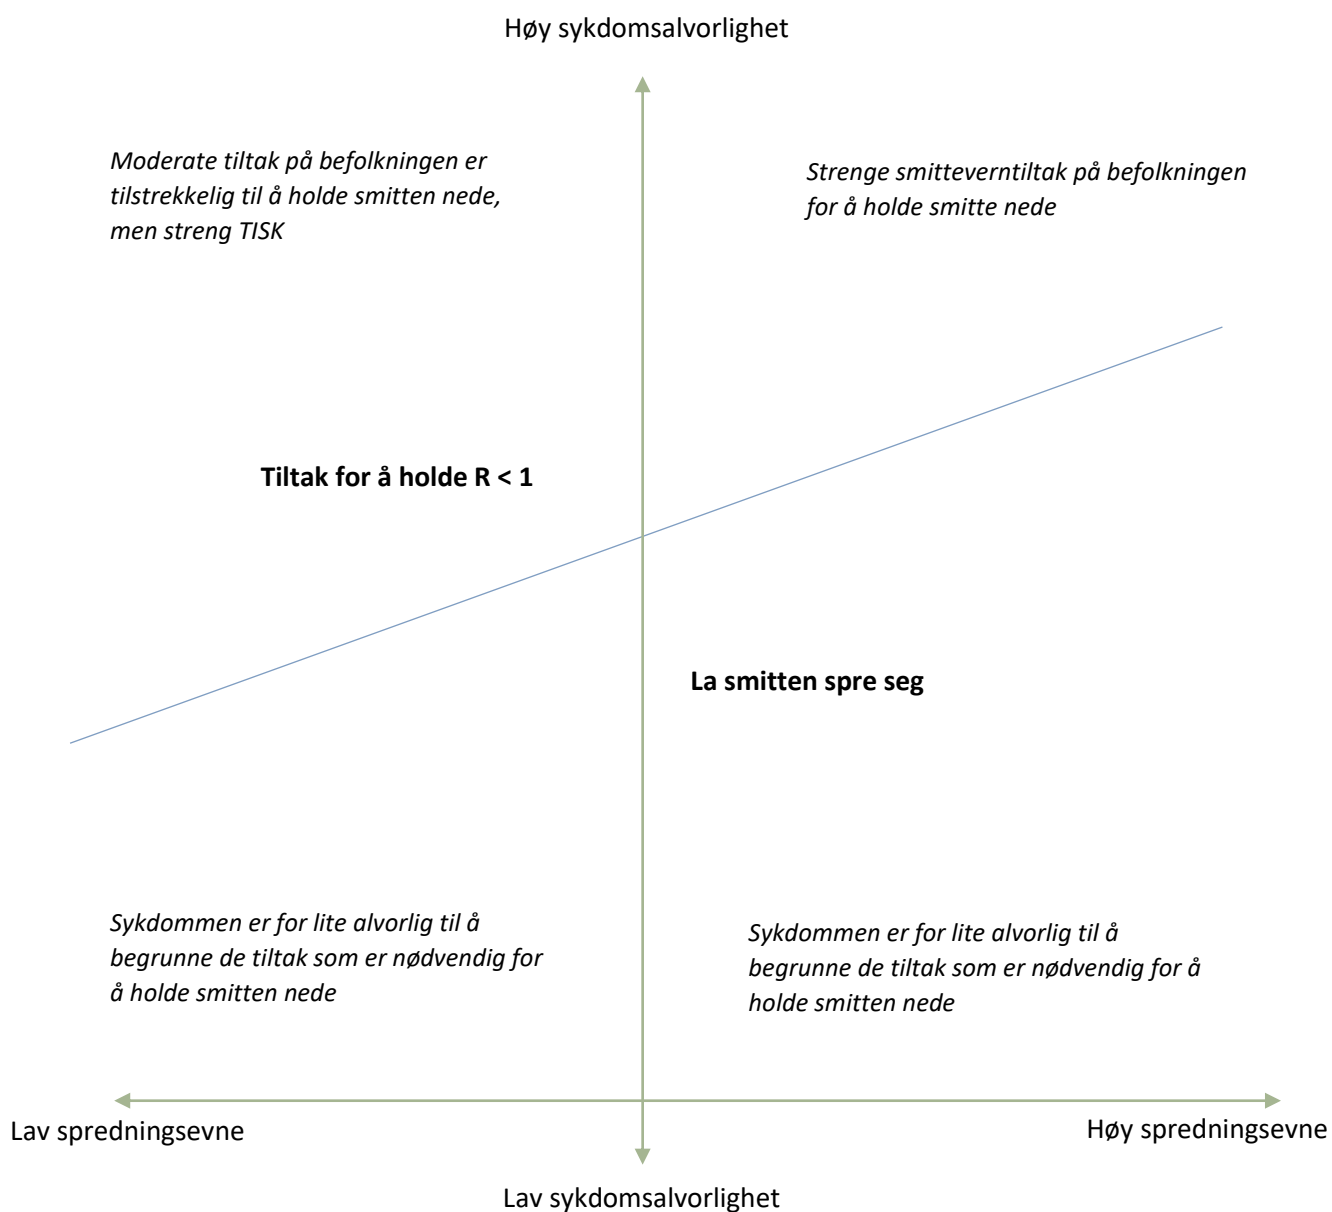 Høy sykdomsalvorlighet
Moderate tiltak på befolkningen er
tilstrekkelig til å holde smitten nede,
men streng TISK
Strenge smitteverntiltak på befolkningen
for å holde smitte nede
Tiltak for å holde R < 1
La smitten spre seg
Sykdommen er for lite alvorlig til å
begrunne de tiltak som er nødvendig for
å holde smitten nede
Sykdommen er for lite alvorlig til å
begrunne de tiltak som er nødvendig for å
holde smitten nede
Lav spredningsevne
Høy spredningsevne
Lav sykdomsalvorlighet